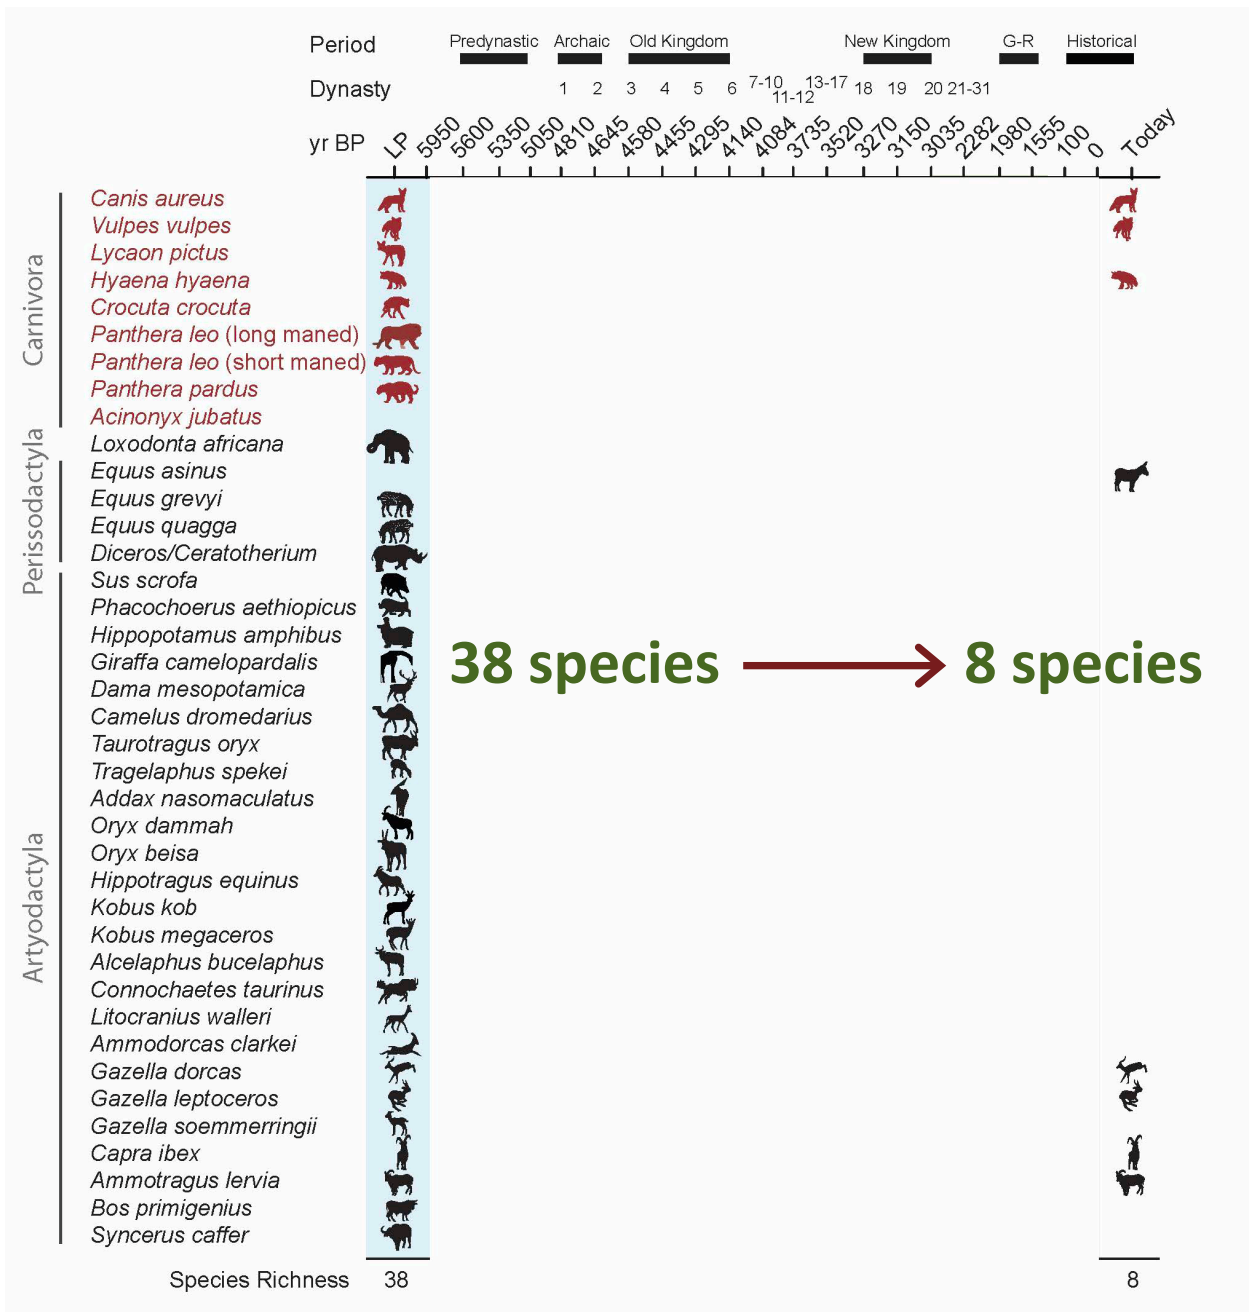 Period Predynastic Archaic Old Kingdom New Kingdom G-R Historical
Dynasty 1 2 3 4 5 6 7-10 11-12 13-17 18 19 20 21-31
yr BP LP 5950 5600 5350 5050 4810 4645 4580 4455 4295 4140 4084 3735 3520 3270 3150 3035 2282 1980 1555 100 0 Today
Carnivora
Canis aureus
Vulpes vulpes
Lycaon pictus
Hyaena hyaena
Crocuta crocuta
Panthera leo (long maned)
Panthera leo (short maned)
Panthera pardus
Acinonyx jubatus
Loxodonta africana
Perissodactyla
Equus asinus
Equus grevyi
Equus quagga
Diceros/Ceratotherium
Artyodactyla
Sus scrofa
Phacochoerus aethiopicus
Hippopotamus amphibus
Giraffa camelopardalis
38 species 8 species
Dama mesopotamica
Camelus dromedarius
Taurotragus oryx
Tragelaphus spekei
Addax nasomaculatus
Oryx dammah
Oryx beisa
Hippotragus equinus
Kobus kob
Kobus megaceros
Alcelaphus bucelaphus
Connochaetes taurinus
Litocranius walleri
Ammodorcas clarkei
Gazella dorcas
Gazella leptoceros
Gazella soemmerringii
Capra ibex
Ammotragus lervia
Bos primigenius
Syncerus caffer
Species Richness 38 8